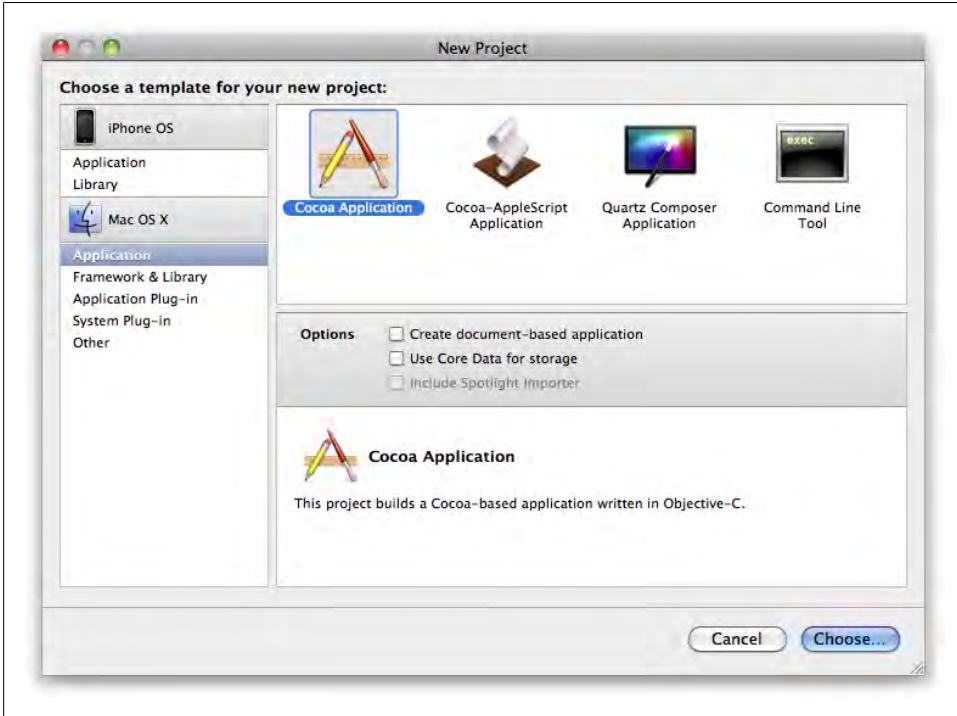 New Project
Choose a template for your new project:
iPhone OS
Application
Library
Mac OS X
Application
Framework & Library
Application Plug-in
System Plug-in
Other
exec
Cocoa Application
Cocoa-AppleScript
Application
Quartz Composer
Application
Command Line
Tool
Options
Create document-based application
Use Core Data for storage
Include Spotlight Importer
Cocoa Application
This project builds a Cocoa-based application written in Objective-C.
Cancel
Choose...